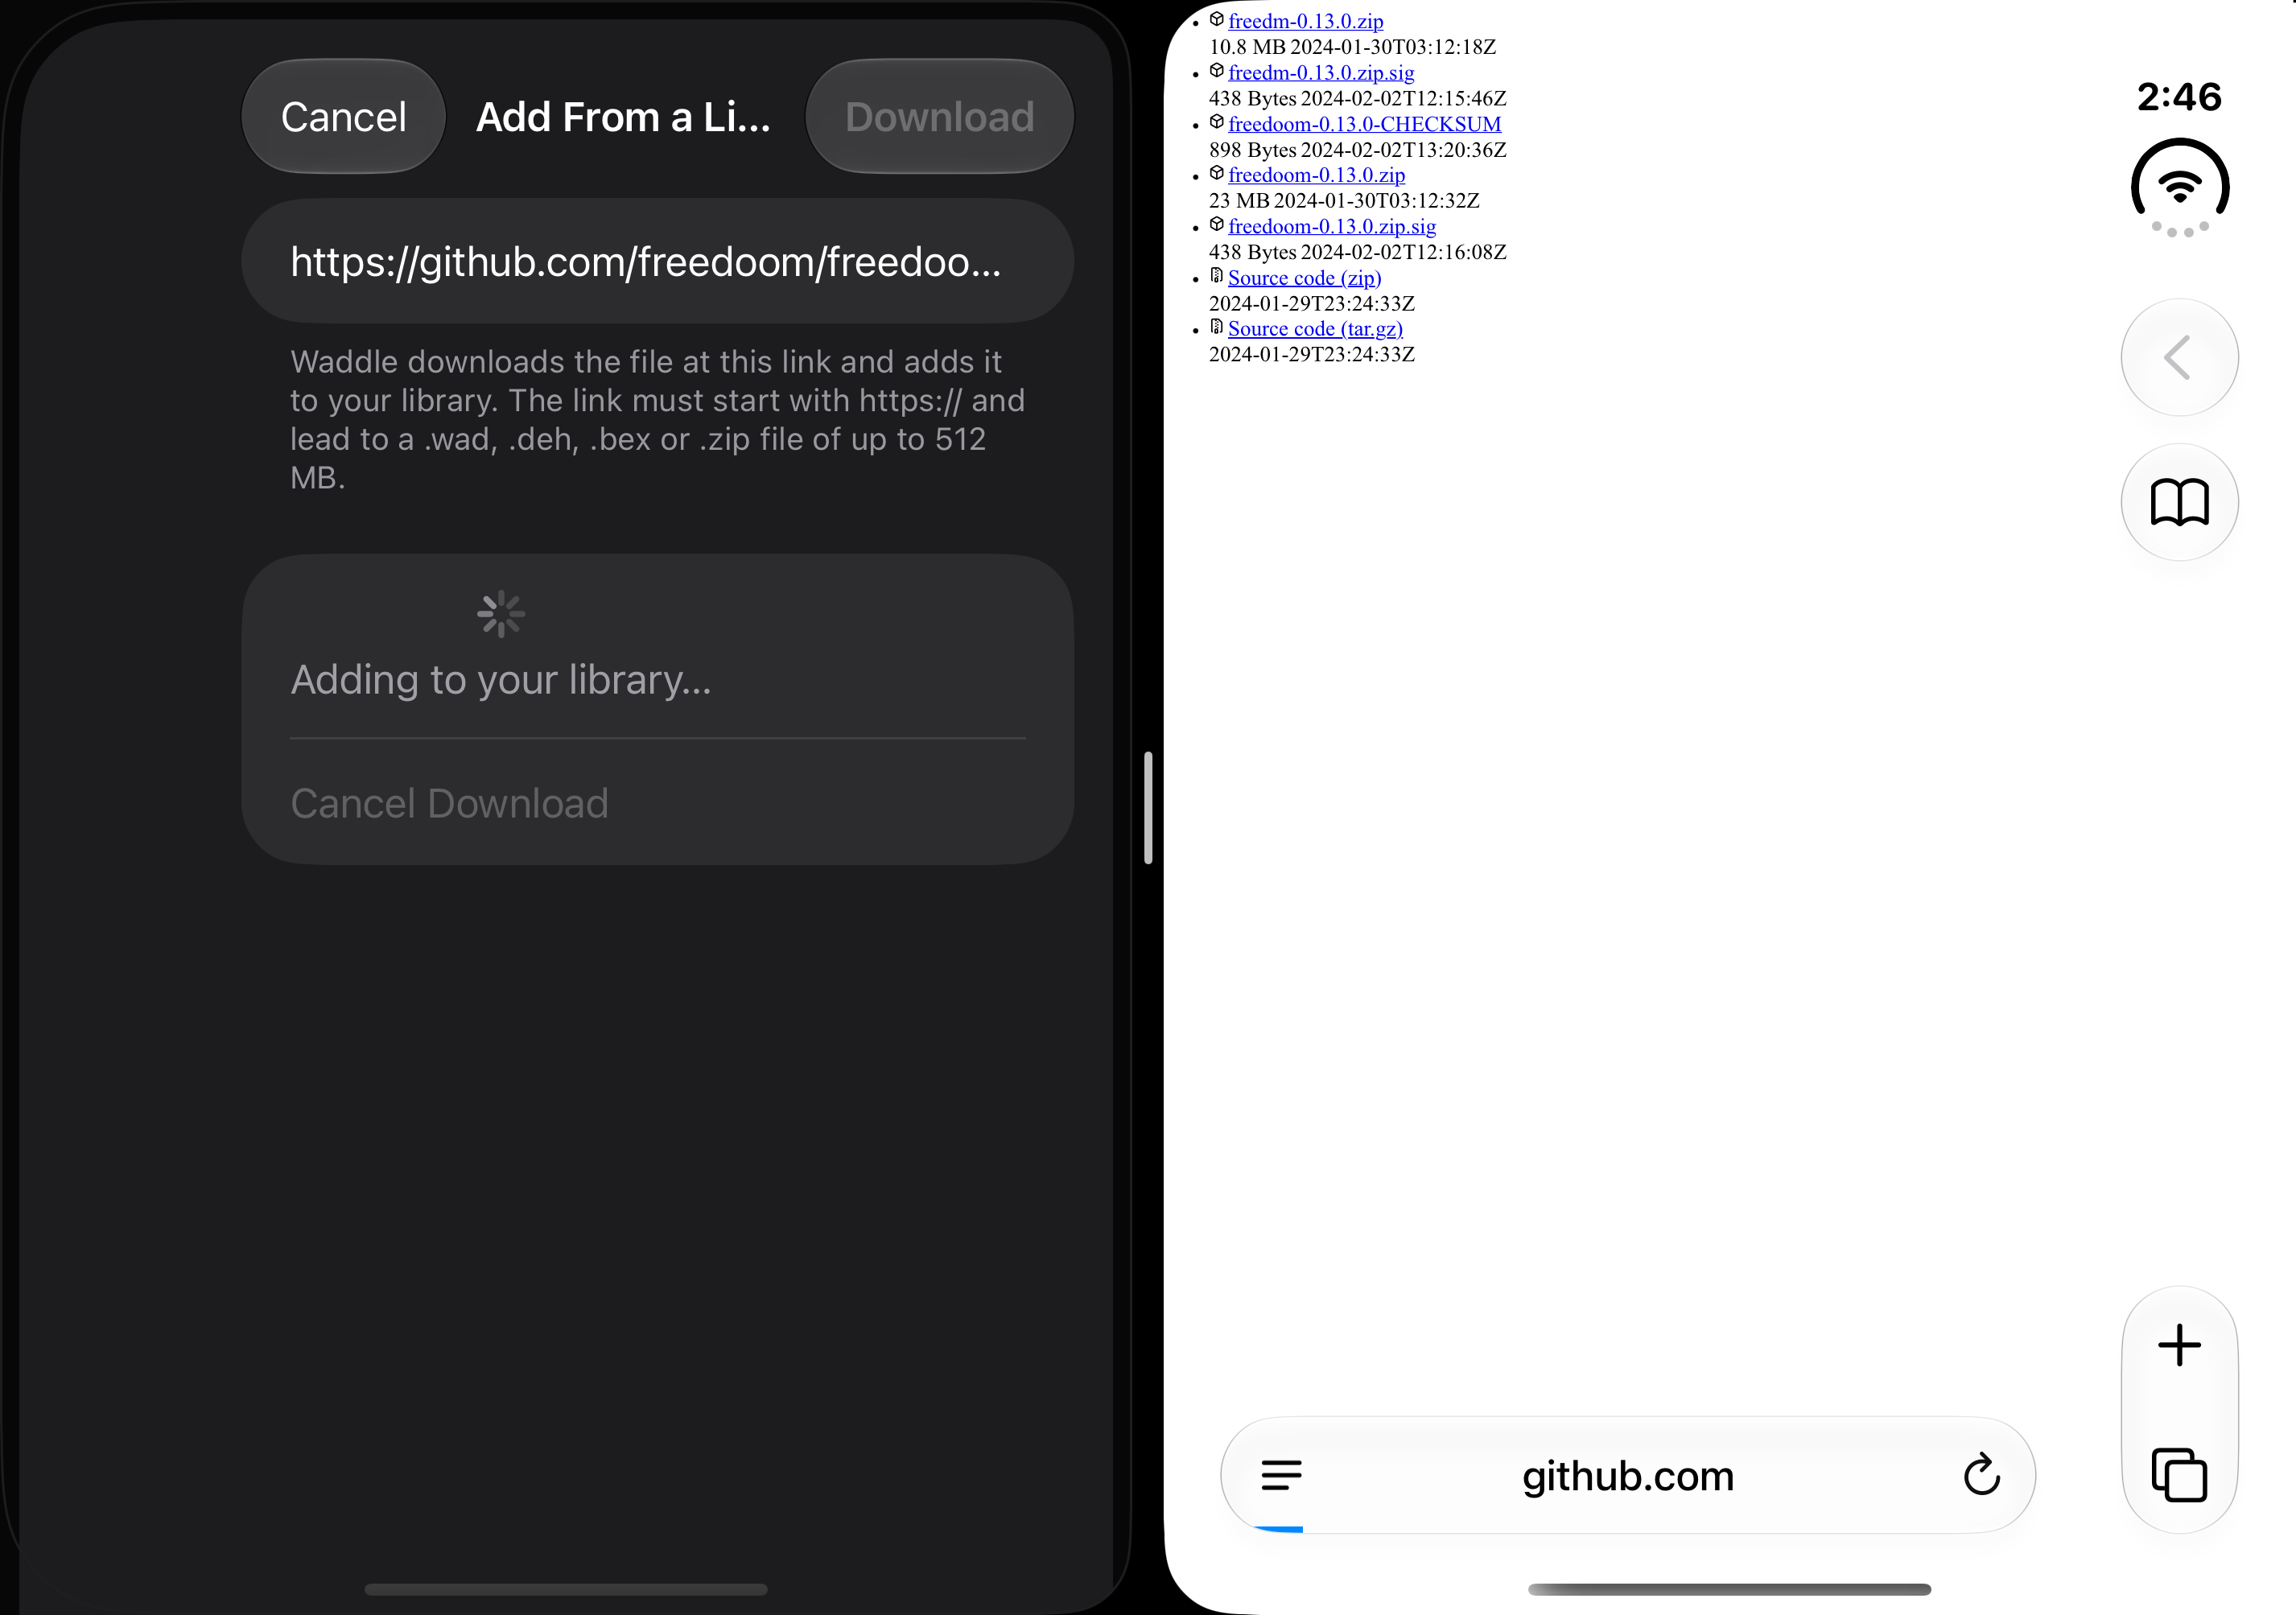 Cancel
Add From a Li...
Download
https://github.com/freedoom/freedoo...
Waddle downloads the file at this link and adds it
to your library. The link must start with https:// and
lead to a .wad, .deh, .bex or .zip file of up to 512
MB.
Adding to your library...
Cancel Download
freedm-0.13.0.zip
10.8 MB 2024-01-30T03:12:18Z
freedm-0.13.0.zip.sig
438 Bytes 2024-02-02T12:15:46Z
freedoom-0.13.0-CHECKSUM
898 Bytes 2024-02-02T13:20:36Z
freedoom-0.13.0.zip
23 MB 2024-01-30T03:12:32Z
freedoom-0.13.0.zip.sig
438 Bytes 2024-02-02T12:16:08Z
Source code (zip)
2024-01-29T23:24:33Z
Source code (tar.gz)
2024-01-29T23:24:33Z
2:46
github.com